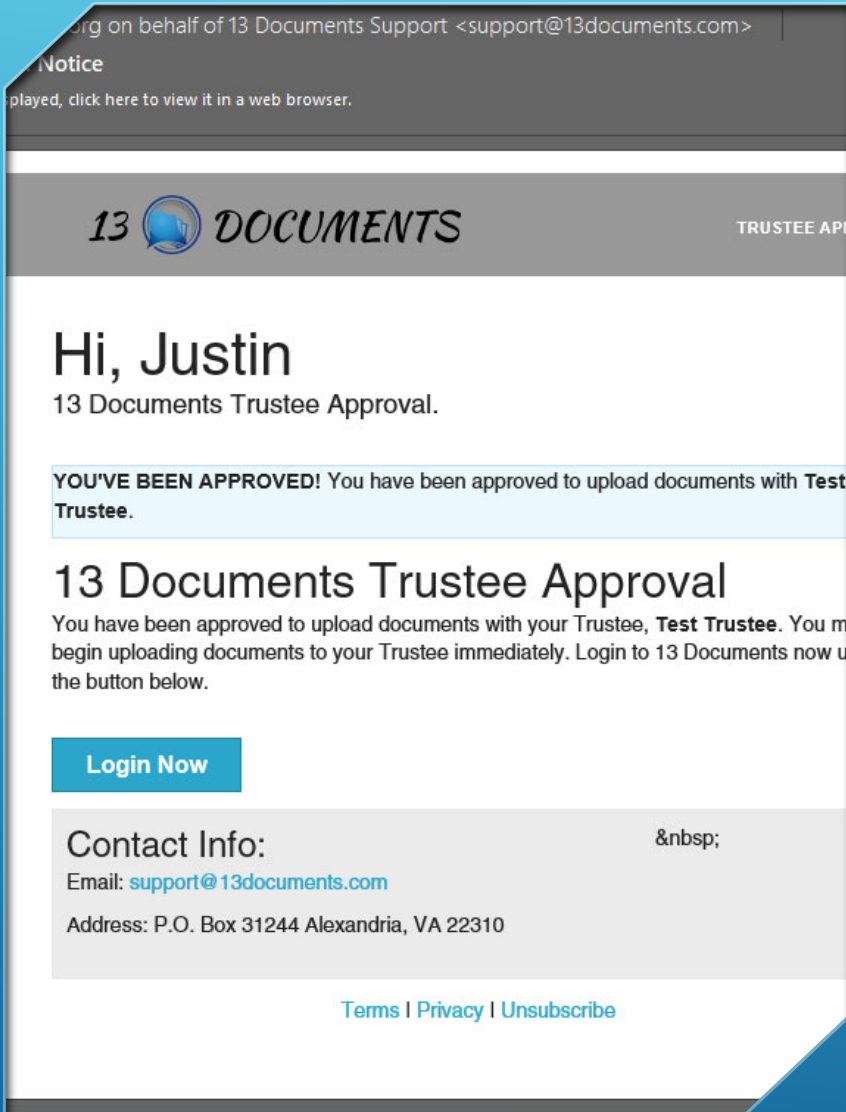 on behalf of 13 Documents Support <support@13documents.com>
Notice
click here to view it in a web browser.
13 DOCUMENTS
TRUSTEE
Hi, Justin
13 Documents Trustee Approval.
YOU'VE BEEN APPROVED! You have been approved to upload documents with Test
Trustee.
13 Documents Trustee Approval
You have been approved to upload documents with your Trustee, Test Trustee. You
begin uploading documents to your Trustee immediately. Login to 13 Documents now
the button below.
Login Now
Contact Info:
&nbsp;
Email: support@13documents.com
Address: P.O. Box 31244 Alexandria, VA 22310
Terms | Privacy | Unsubscribe